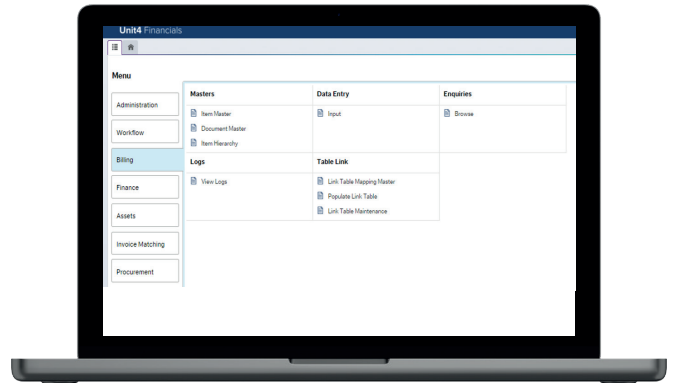 Unit4 Financials
Menu
Administration
Workflow
Billing
Finance
Assets
Invoice Matching
Procurement
Masters
Item Master
Document Master
Item Hierarchy
Data Entry
Input
Enquiries
Browse
Logs
View Logs
Table Link
Link Table Mapping Master
Populate Link Table
Link Table Maintenance